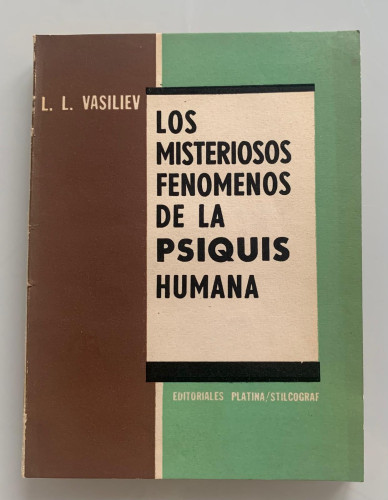 L. L. VASILIEV
LOS
MISTERIOSOS
FENOMENOS
DE LA
PSIQUIS
HUMANA
EDITORIALES PLATINA/STILCOGRAF